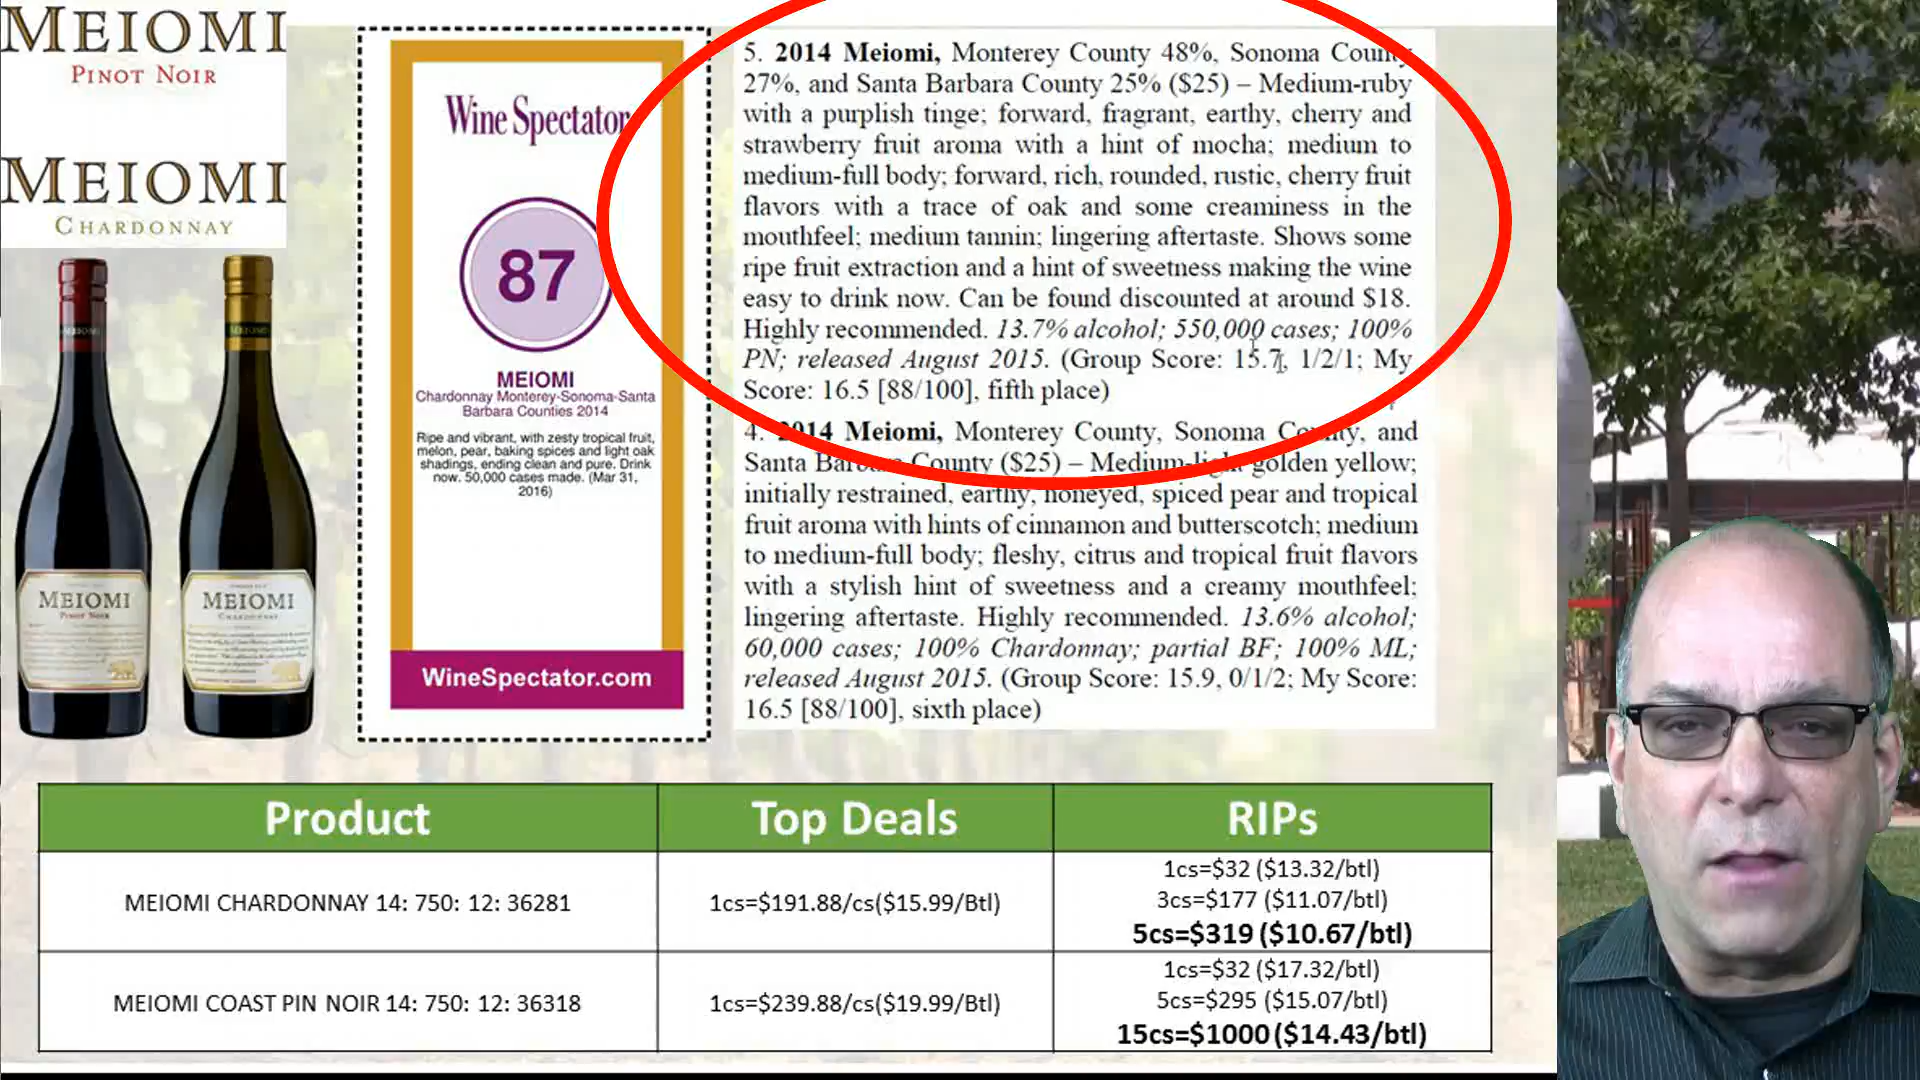 MEIOMI
PINOT NOIR
MEIOMI
CHARDONNAY
MEIOMI
Pinot Noir
MEIOMI
CHARDONNAY
Wine Spectator
87
MEIOMI
Chardonnay Monterey-Sonoma-Santa
Barbara Counties 2014
Ripe and vibrant, with zesty tropical fruit,
melon, pear, baking spices and light oak
shadings, ending clean and pure. Drink
now. 50,000 cases made. (Mar 31,
2016)
WineSpectator.com
5. 2014 Meiomi, Monterey County 48%, Sonoma County
27%, and Santa Barbara County 25% ($25) – Medium-ruby
with a purplish tinge; forward, fragrant, earthy, cherry and
strawberry fruit aroma with a hint of mocha; medium to
medium-full body; forward, rich, rounded, rustic, cherry fruit
flavors with a trace of oak and some creaminess in the
mouthfeel; medium tannin; lingering aftertaste. Shows some
ripe fruit extraction and a hint of sweetness making the wine
easy to drink now. Can be found discounted at around $18.
Highly recommended. 13.7% alcohol; 550,000 cases; 100%
PN; released August 2015. (Group Score: 15.7, 1/2/1; My
Score: 16.5 [88/100], fifth place)
4. 2014 Meiomi, Monterey County, Sonoma County, and
Santa Barbara County ($25) – Medium-light golden yellow;
initially restrained, earthy, honeyed, spiced pear and tropical
fruit aroma with hints of cinnamon and butterscotch; medium
to medium-full body; fleshy, citrus and tropical fruit flavors
with a stylish hint of sweetness and a creamy mouthfeel;
lingering aftertaste. Highly recommended. 13.6% alcohol;
60,000 cases; 100% Chardonnay; partial BF; 100% ML;
released August 2015. (Group Score: 15.9, 0/1/2; My Score:
16.5 [88/100], sixth place)
Product Top Deals RIPs
MEIOMI CHARDONNAY 14: 750: 12: 36281 1cs=$191.88/cs($15.99/Btl)
1cs=$32 ($13.32/btl)
3cs=$177 ($11.07/btl)
5cs=$319 ($10.67/btl)
MEIOMI COAST PIN NOIR 14: 750: 12: 36318 1cs=$239.88/cs($19.99/Btl)
1cs=$32 ($17.32/btl)
5cs=$295 ($15.07/btl)
15cs=$1000 ($14.43/btl)